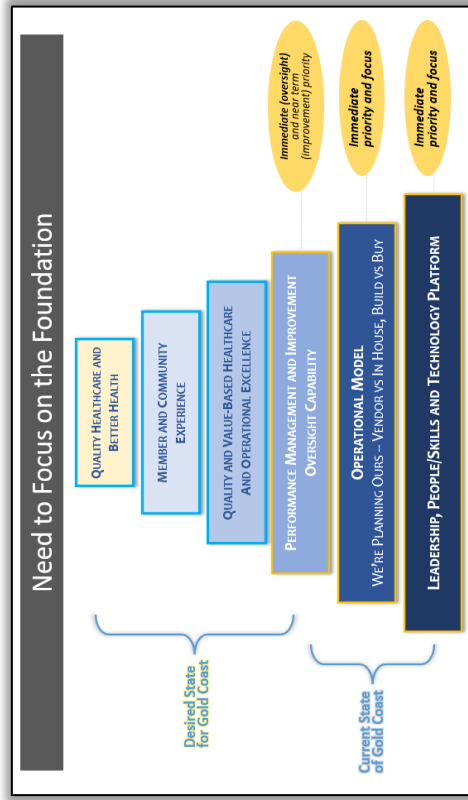 Need to Focus on the Foundation
QUALITY HEALTHCARE AND
BETTER HEALTH
MEMBER AND COMMUNITY
EXPERIENCE
QUALITY AND VALUE-BASED HEALTHCARE
AND OPERATIONAL EXCELLENCE
PERFORMANCE MANAGEMENT AND IMPROVEMENT
OVERSIGHT CAPABILITY
OPERATIONAL MODEL
WE'RE PLANNING OURS – VENDOR VS IN HOUSE, BUILD VS BUY
LEADERSHIP, PEOPLE/SKILLS AND TECHNOLOGY PLATFORM
Desired State
for Gold Coast
Current State
of Gold Coast
Immediate (oversight)
and near term
(improvement) priority
Immediate
priority and focus
Immediate
priority and focus